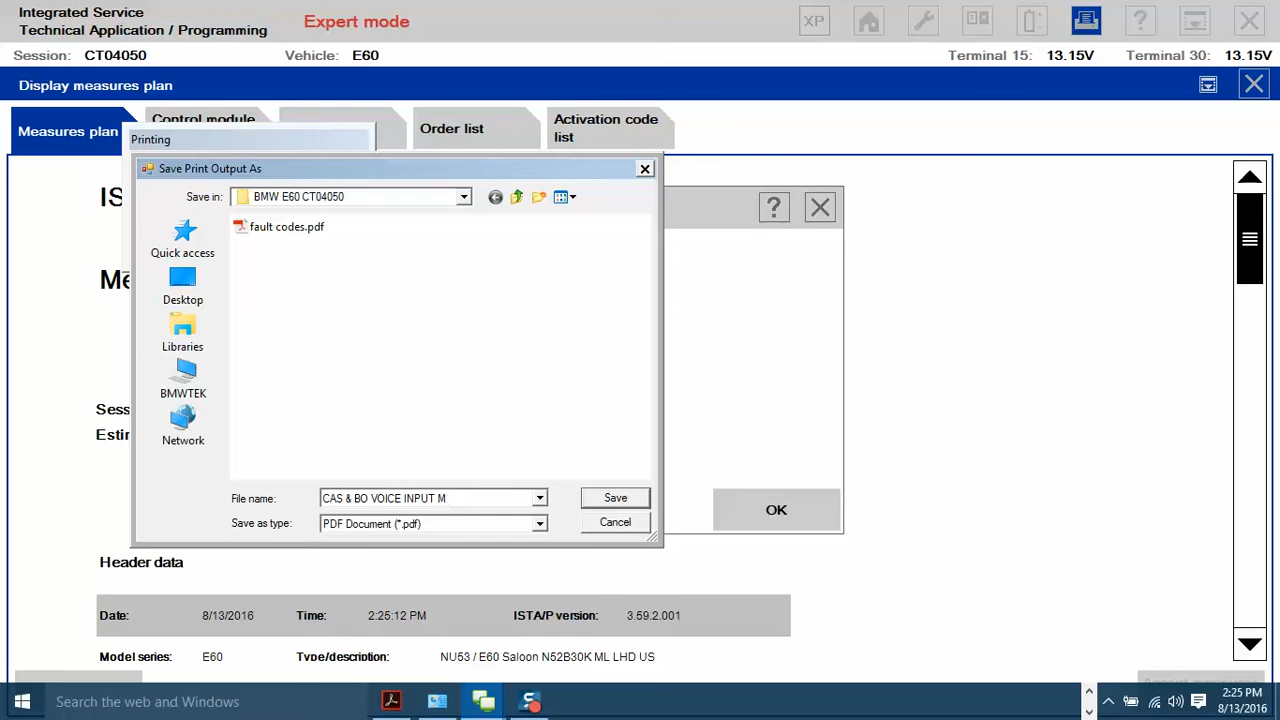 Integrated Service
Technical Application / Programming
Expert mode
XP
Session: CT04050 Vehicle: E60 Terminal 15: 13.15V Terminal 30: 13.15V
Display measures plan
Measures plan
Control module
Order list
Activation code
list
Printing
Save Print Output As
Save in: BMW E60 CT04050
fault codes.pdf
Quick access
Desktop
Libraries
BMWTEK
Network
File name: CAS & BO VOICE INPUT M Save
Save as type: PDF Document (*.pdf) Cancel
OK
Header data
Date: 8/13/2016 Time: 2:25:12 PM ISTA/P version: 3.59.2.001
Model series: E60 Type/description: NU53 / E60 Saloon N52B30K ML LHD US
Search the web and Windows
2:25 PM
8/13/2016